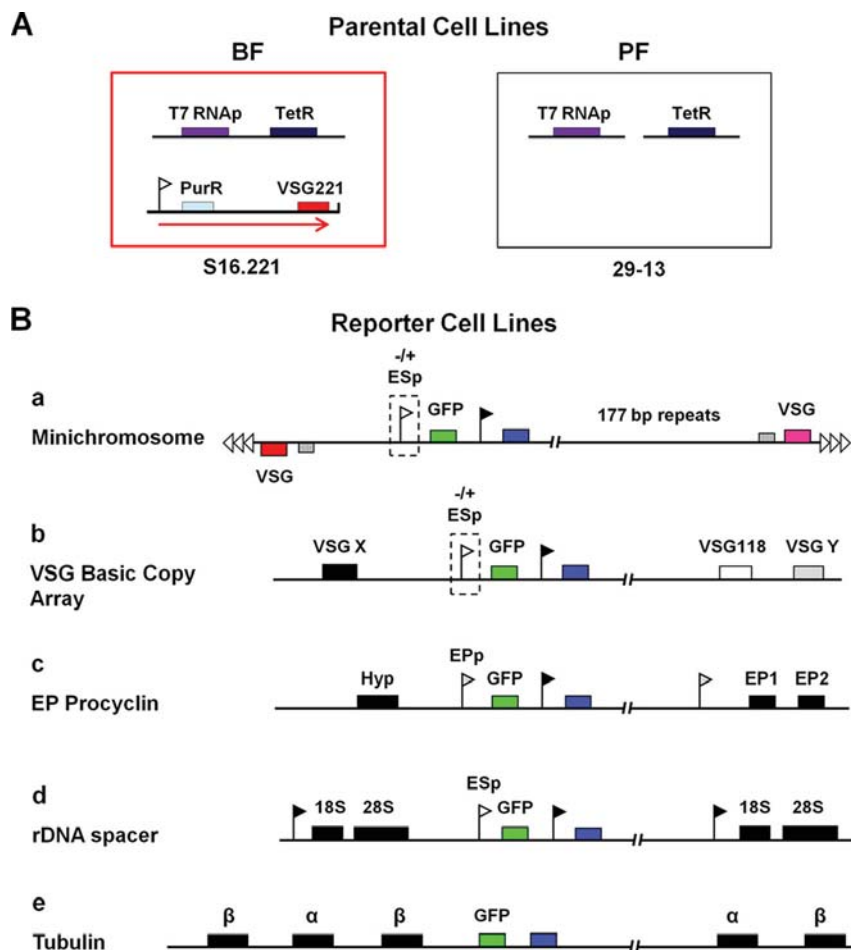 A Parental Cell Lines
BF PF
T7 RNAp TetR T7 RNAp TetR
PurR VSG221
S16.221 29-13
B Reporter Cell Lines
-/+
ESp
a
GFP 177 bp repeats VSG
Minichromosome
VSG
-/+
ESp
b
VSG X GFP VSG118 VSG Y
VSG Basic Copy
Array
c
EPp
Hyp GFP EP1 EP2
EP Procyclin
d
ESp
18S 28S GFP 18S 28S
rDNA spacer
e
β α β GFP α β
Tubulin